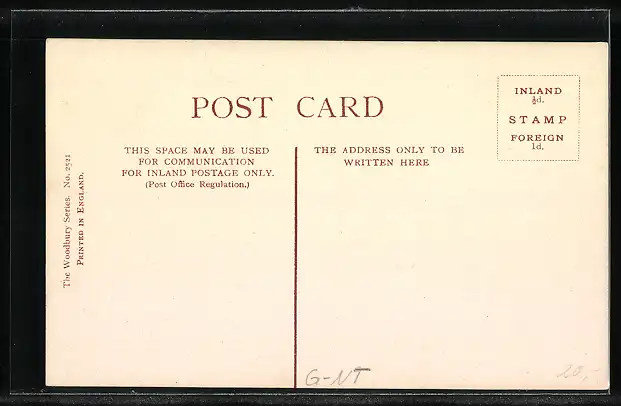 POST CARD
INLAND
½d.
STAMP
FOREIGN
1d.
THIS SPACE MAY BE USED
FOR COMMUNICATION
FOR INLAND POSTAGE ONLY.
(Post Office Regulation.)
THE ADDRESS ONLY TO BE
WRITTEN HERE
The Woodbury Series. No. 2521
PRINTED IN ENGLAND.
G-NT
20,-